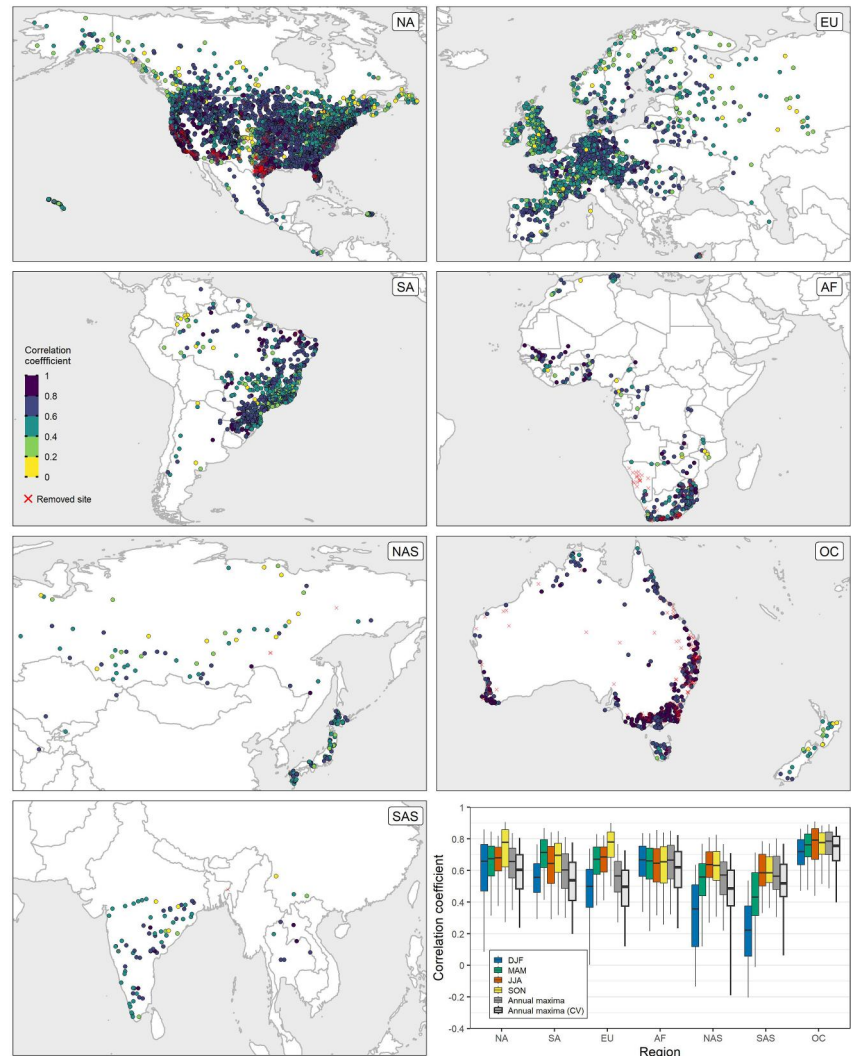 NA
EU
SA
Correlation
coeffficient
1
0.8
0.6
0.4
0.2
0
Removed site
AF
NAS
OC
SAS
Correlation coefficient
1
0.8
0.6
0.4
0.2
0
-0.2
-0.4
DJF
MAM
JJA
SON
Annual maxima
Annual maxima (CV)
NA SA EU AF NAS SAS OC
Region